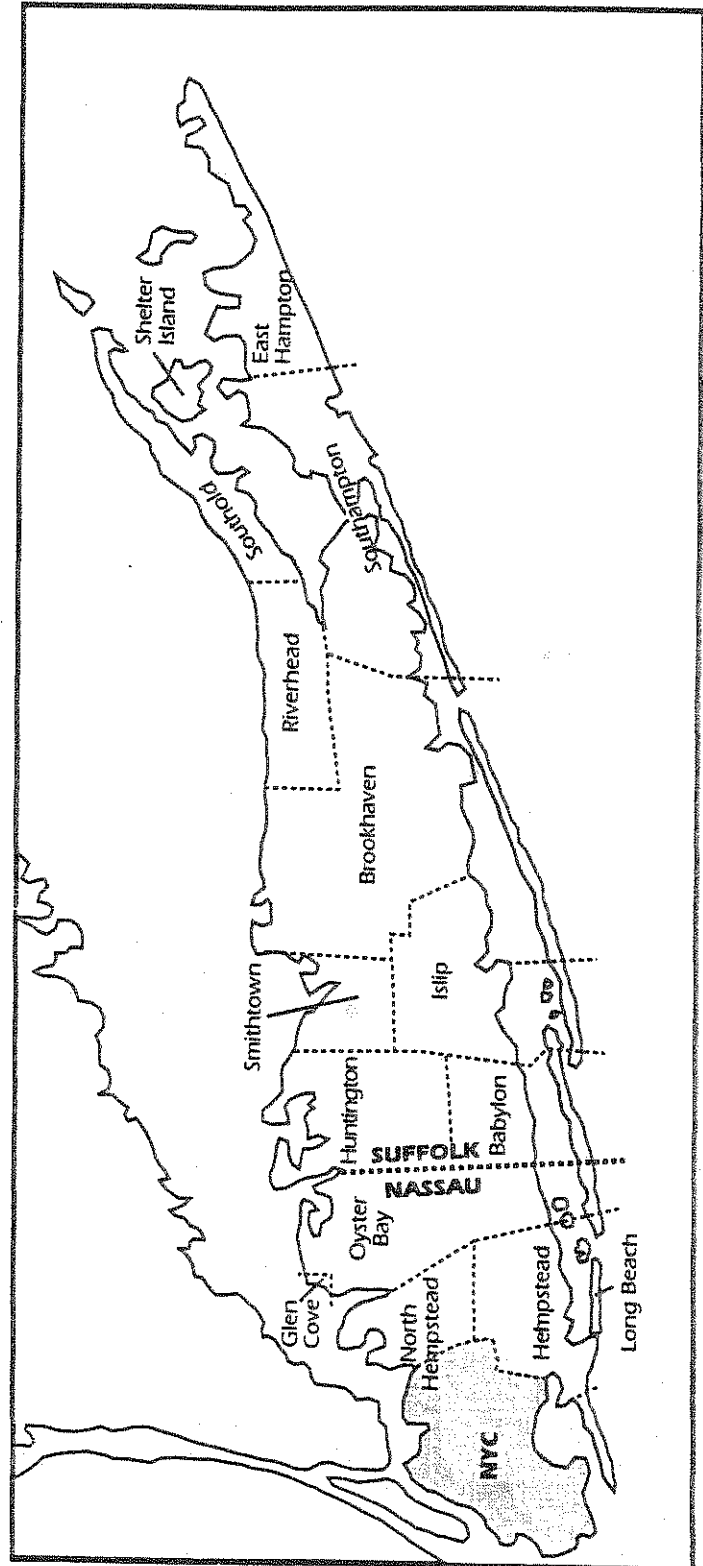 Shelter
Island
East
Hampton
Southold
Southampton
Riverhead
Brookhaven
Smithtown
Islip
Huntington
Babylon
SUFFOLK
NASSAU
Oyster
Bay
Glen
Cove
North
Hempstead
Hempstead
Long Beach
NYC